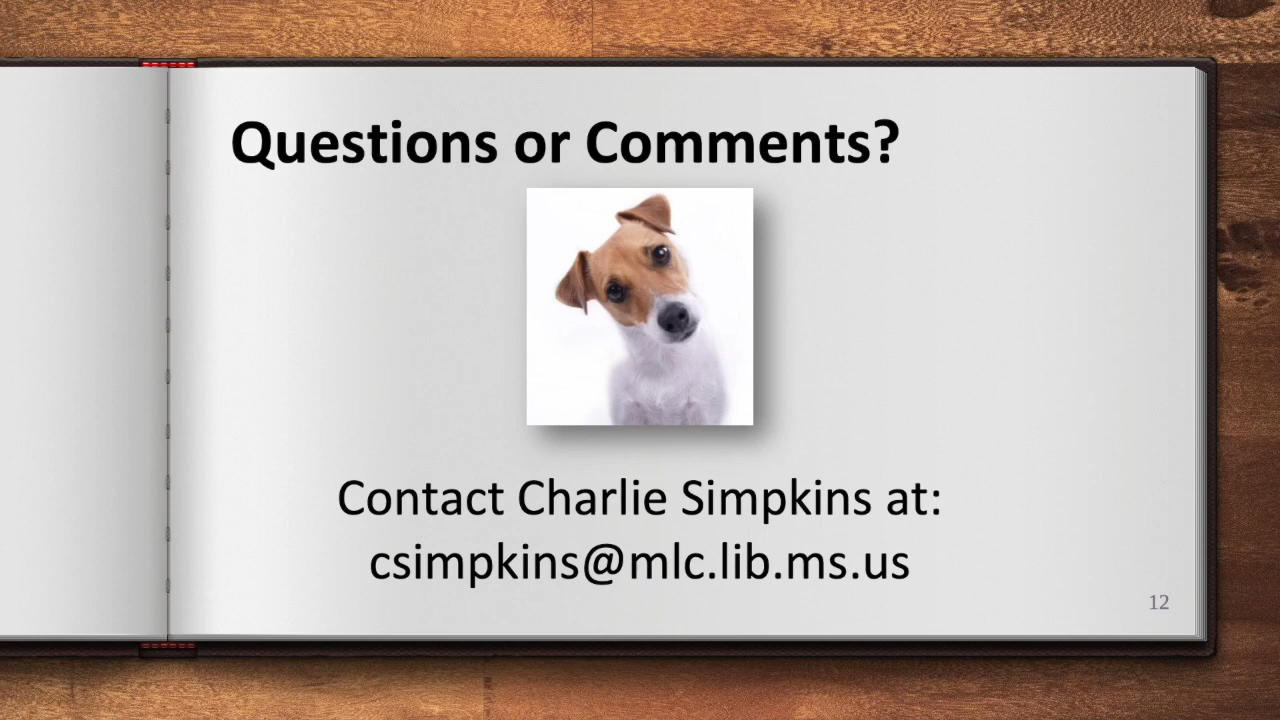 Questions or Comments?
Contact Charlie Simpkins at:
csimpkins@mlc.lib.ms.us
12